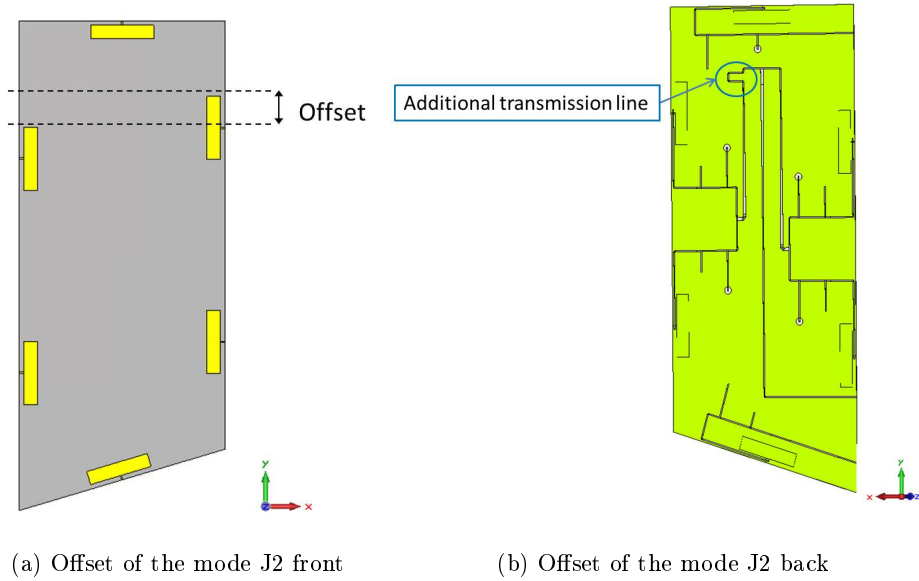 Offset
Additional transmission line
y
z
x
y
x
z
(a) Offset of the mode J2 front
(b) Offset of the mode J2 back